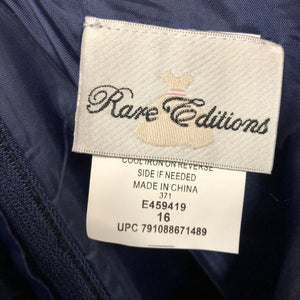 Rare Editions
COOL IRON ON REVERSE
SIDE IF NEEDED
MADE IN CHINA
371
E459419
16
UPC 791088671489